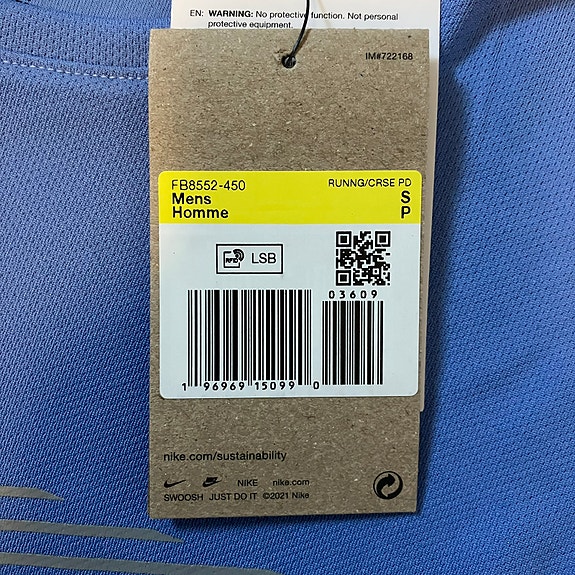 EN: WARNING: No protective function. Not personal
protective equipment.
IM#722168
FB8552-450 RUNNG/CRSE PD
Mens S
Homme P
RFID LSB
03609
1 96969 15099 0
nike.com/sustainability
NIKE nike.com
SWOOSH JUST DO IT ©2021 Nike